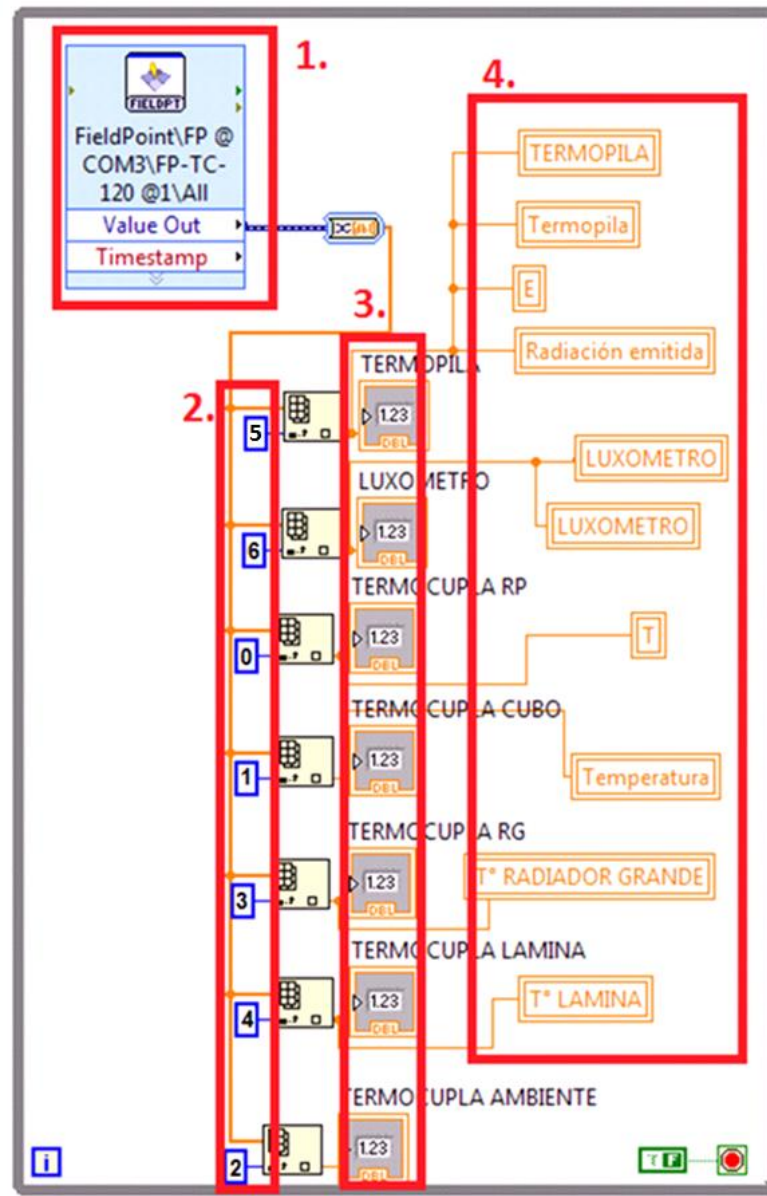 1.
FIELDPT
FieldPoint\FP @
COM3\FP-TC-
120 @1\All
Value Out
Timestamp
4.
TERMOPILA
Termopila
E
Radiación emitida
3.
TERMOPILA
2.
5
1.23
DBL
LUXOMETRO
LUXOMETRO
6
1.23
DBL
LUXOMETRO
TERMOCUPLA RP
0
1.23
DBL
T
TERMOCUPLA CUBO
1
1.23
DBL
Temperatura
TERMOCUPLA RG
3
1.23
DBL
T° RADIADOR GRANDE
TERMOCUPLA LAMINA
4
1.23
DBL
T° LAMINA
TERMOCUPLA AMBIENTE
2
1.23
DBL
i
T F